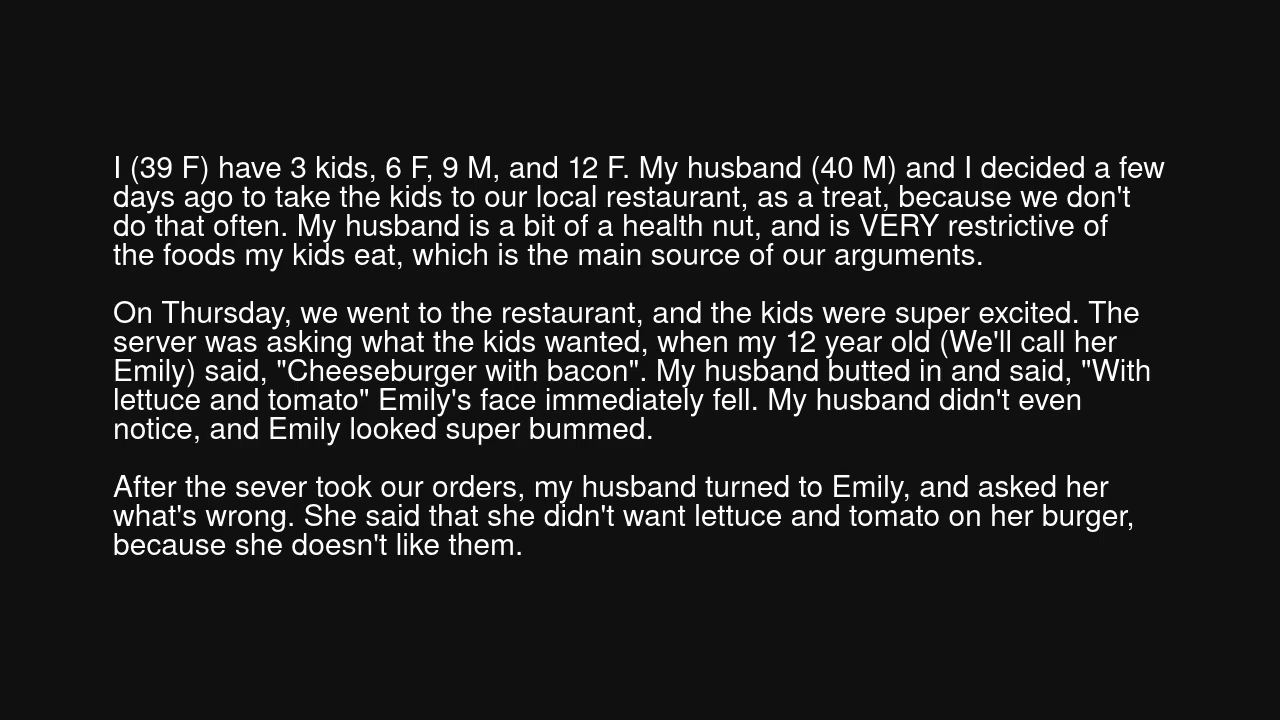 I (39 F) have 3 kids, 6 F, 9 M, and 12 F. My husband (40 M) and I decided a few
days ago to take the kids to our local restaurant, as a treat, because we don't
do that often. My husband is a bit of a health nut, and is VERY restrictive of
the foods my kids eat, which is the main source of our arguments.
On Thursday, we went to the restaurant, and the kids were super excited. The
server was asking what the kids wanted, when my 12 year old (We'll call her
Emily) said, "Cheeseburger with bacon". My husband butted in and said, "With
lettuce and tomato" Emily's face immediately fell. My husband didn't even
notice, and Emily looked super bummed.
After the sever took our orders, my husband turned to Emily, and asked her
what's wrong. She said that she didn't want lettuce and tomato on her burger,
because she doesn't like them.